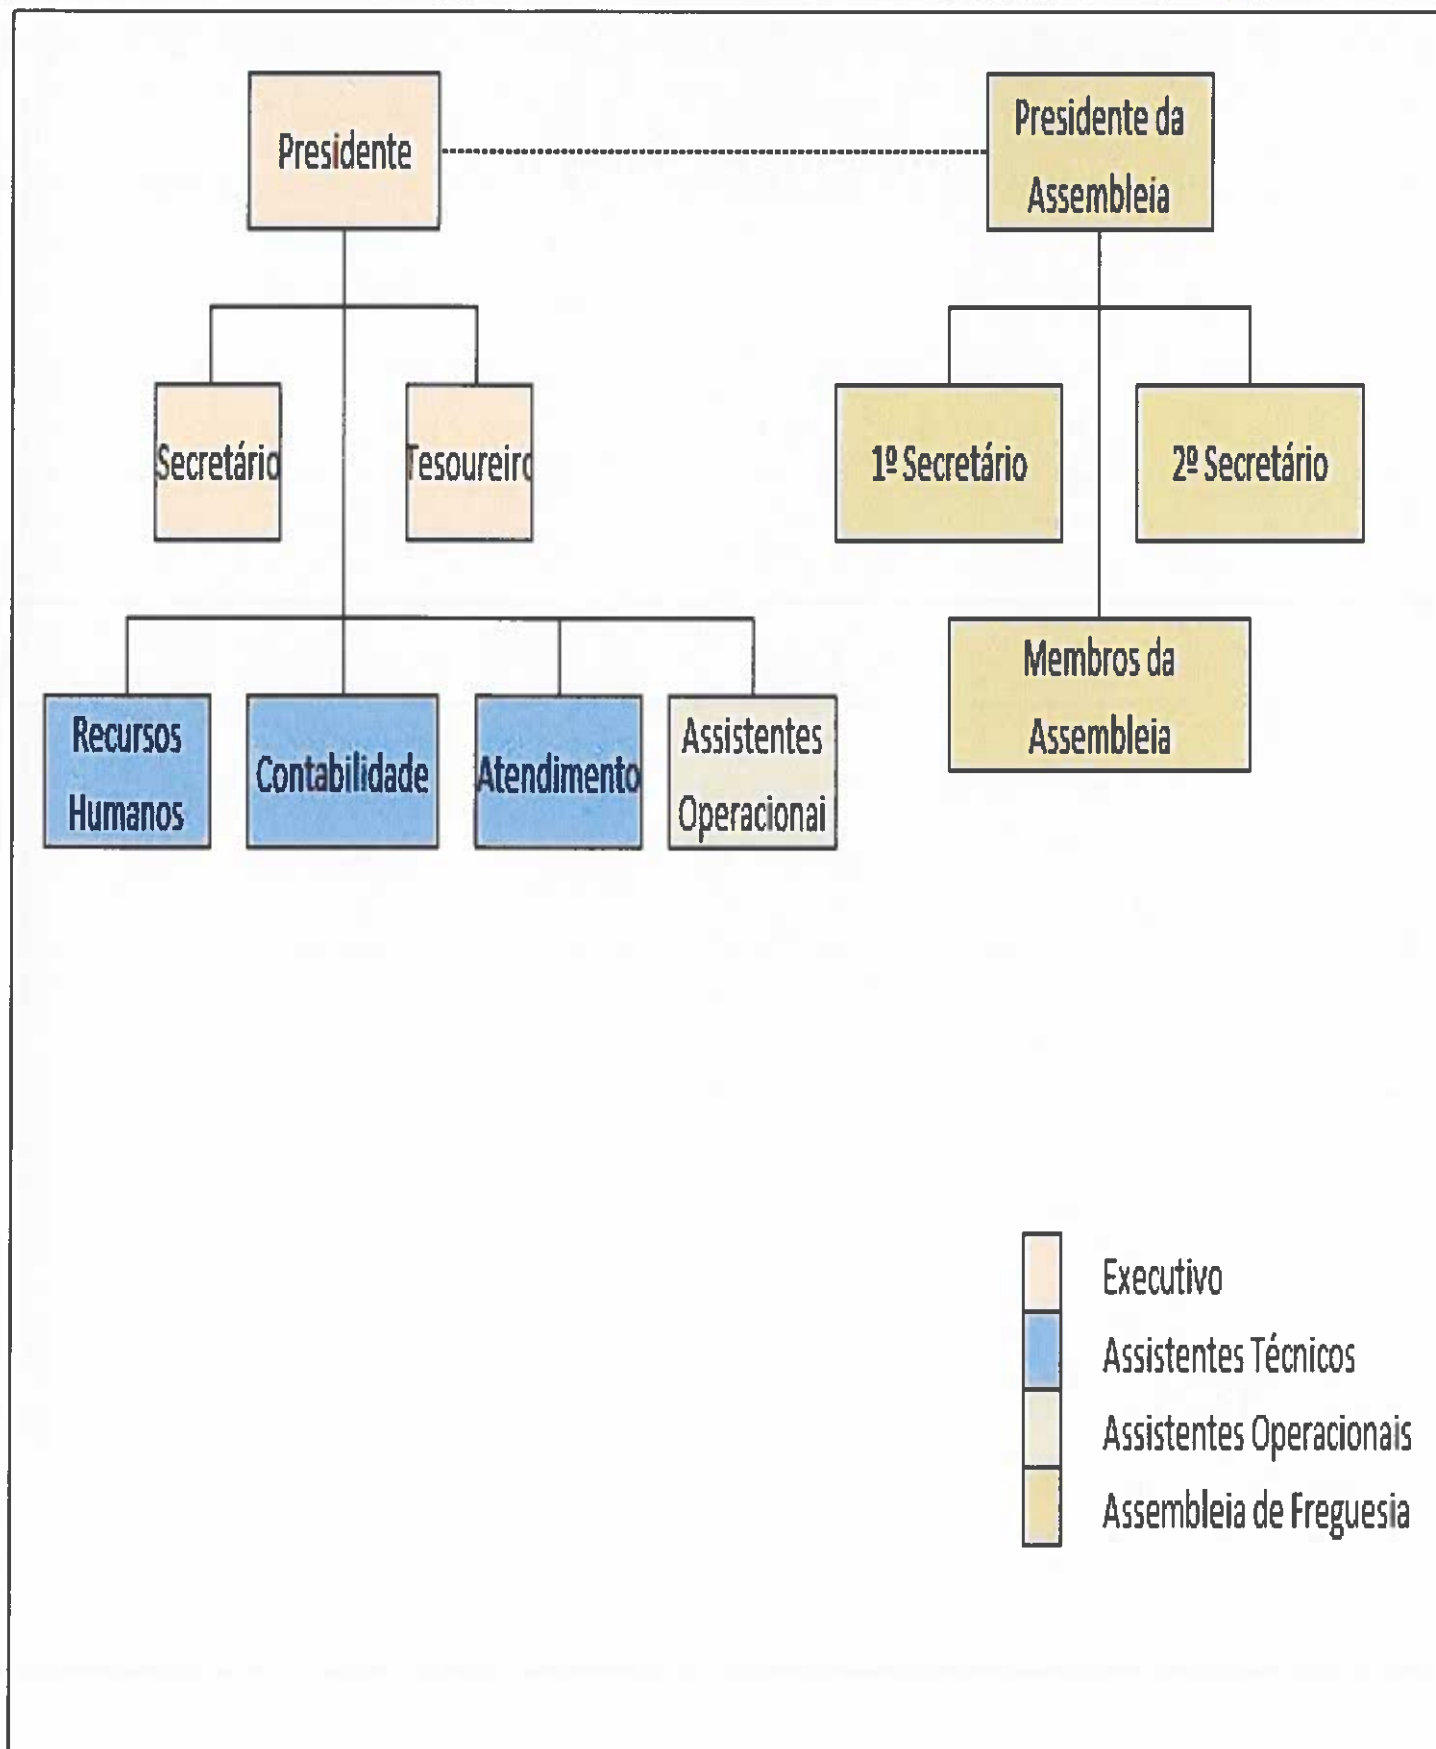 Presidente
Presidente da
Assembleia
Secretário
Tesoureiro
1º Secretário
2º Secretário
Recursos
Humanos
Contabilidade
Atendimento
Assistentes
Operacionai
Membros da
Assembleia
Executivo
Assistentes Técnicos
Assistentes Operacionais
Assembleia de Freguesia